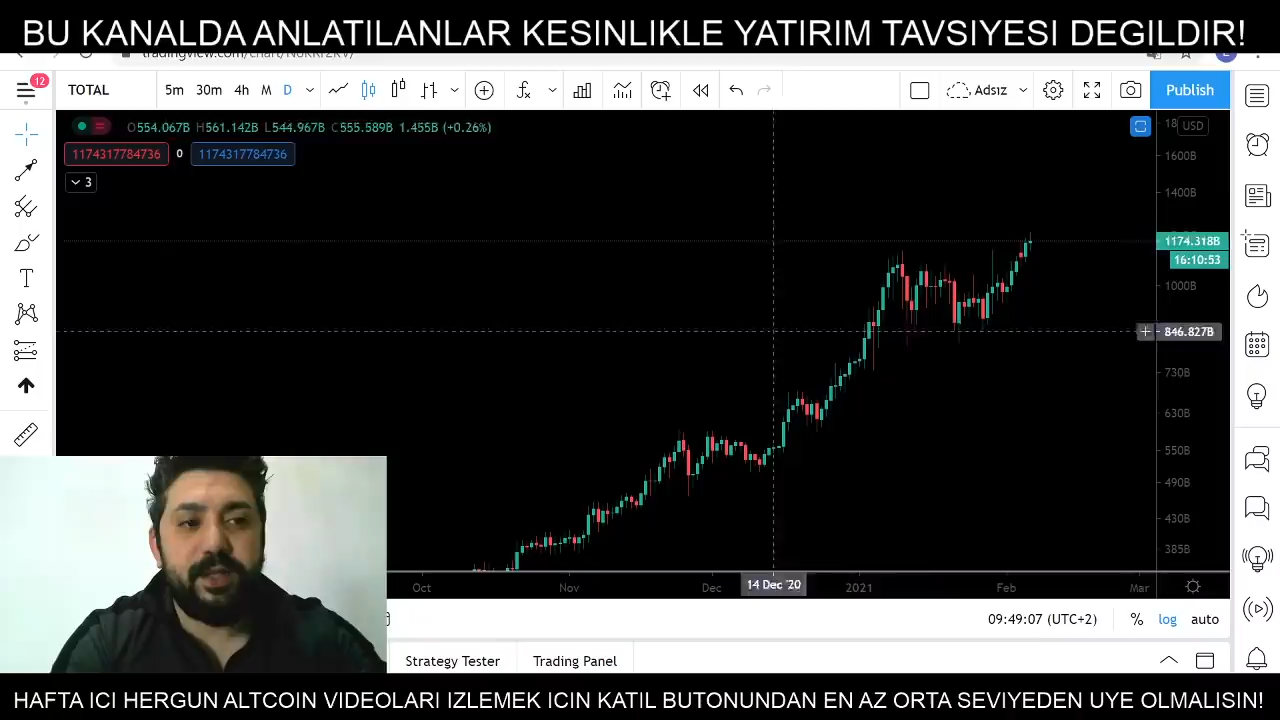 BU KANALDA ANLATILANLAR KESINLIKLE YATIRIM TAVSIYESI DEGILDIR!
12
TOTAL 5m 30m 4h M D Adsız Publish
O554.067B H561.142B L544.967B C555.589B 1.455B (+0.26%)
1174317784736 0 1174317784736
3
USD
1600B
1400B
1174.318B
16:10:53
1000B
846.827B
730B
630B
550B
490B
430B
385B
Oct Nov Dec 14 Dec '20 2021 Feb Mar
09:49:07 (UTC+2) % log auto
Strategy Tester Trading Panel
HAFTA ICI HERGUN ALTCOIN VIDEOLARI IZLEMEK ICIN KATIL BUTONUNDAN EN AZ ORTA SEVIYEDEN UYE OLMALISIN!